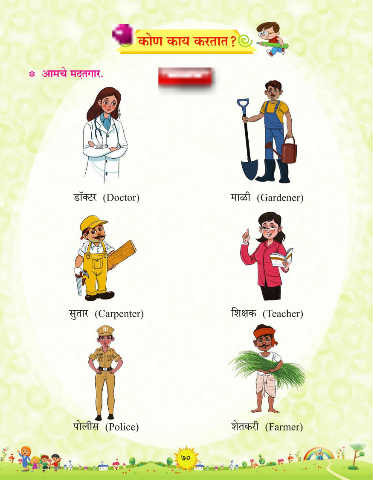 कोण काय करतात?
❇ आमचे मदतगार.
डॉक्टर (Doctor)
माळी (Gardener)
सुतार (Carpenter)
शिक्षक (Teacher)
पोलीस (Police)
शेतकरी (Farmer)
७०